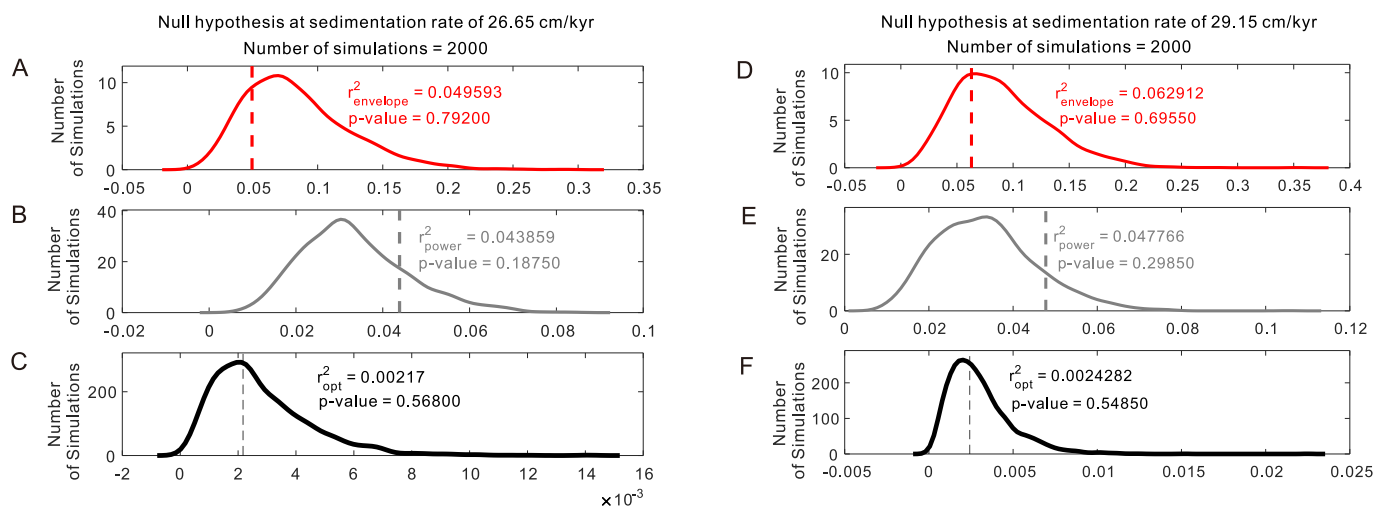 Null hypothesis at sedimentation rate of 26.65 cm/kyr
Number of simulations = 2000
A
Number
of Simulations
10
5
0
r²envelope = 0.049593
p-value = 0.79200
-0.05 0 0.05 0.1 0.15 0.2 0.25 0.3 0.35
B
Number
of Simulations
40
20
0
r²power = 0.043859
p-value = 0.18750
-0.02 0 0.02 0.04 0.06 0.08 0.1
C
Number
of Simulations
200
0
r²opt = 0.00217
p-value = 0.56800
-2 0 2 4 6 8 10 12 14 16
×10⁻³
Null hypothesis at sedimentation rate of 29.15 cm/kyr
Number of simulations = 2000
D
Number
of Simulations
10
5
0
r²envelope = 0.062912
p-value = 0.69550
-0.05 0 0.05 0.1 0.15 0.2 0.25 0.3 0.35 0.4
E
Number
of Simulations
20
0
r²power = 0.047766
p-value = 0.29850
0 0.02 0.04 0.06 0.08 0.1 0.12
F
Number
of Simulations
200
100
0
r²opt = 0.0024282
p-value = 0.54850
-0.005 0 0.005 0.01 0.015 0.02 0.025